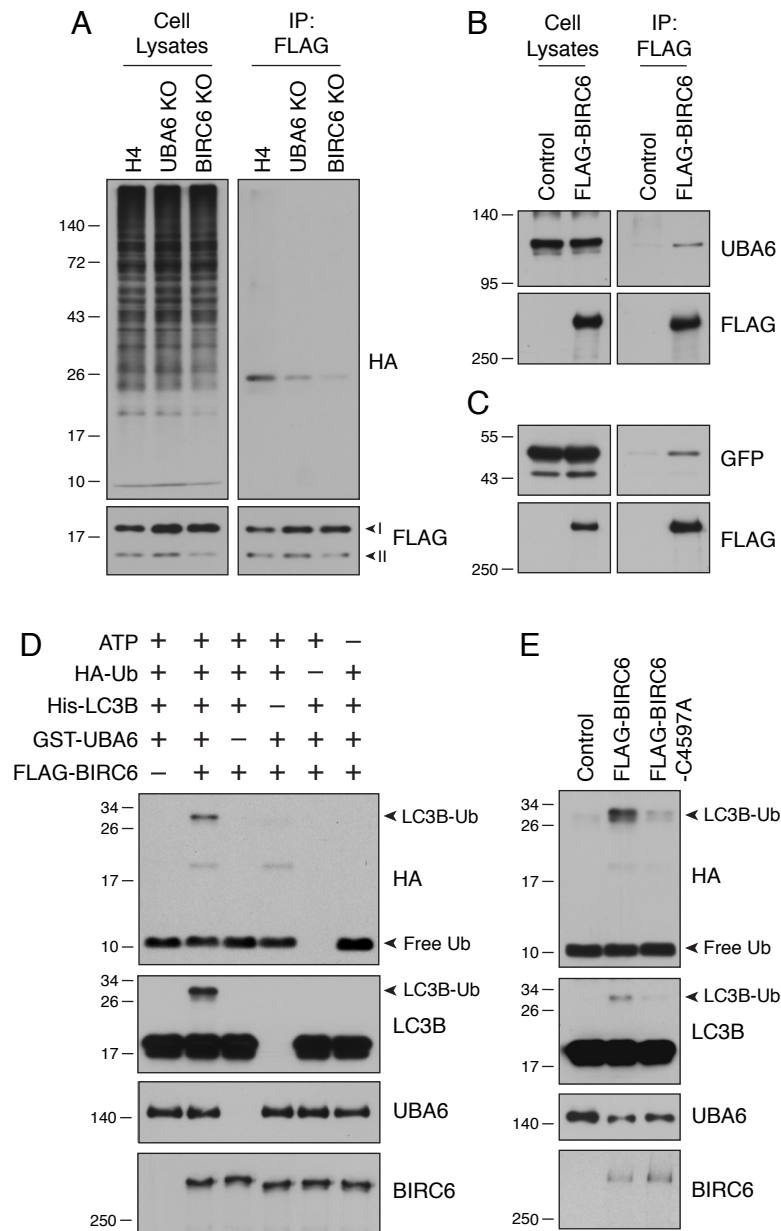 A
Cell Lysates
IP: FLAG
H4
UBA6 KO
BIRC6 KO
H4
UBA6 KO
BIRC6 KO
140
72
43
26
17
10
HA
17
I
II
FLAG
B
Cell Lysates
IP: FLAG
Control
FLAG-BIRC6
Control
FLAG-BIRC6
140
95
UBA6
250
FLAG
C
55
43
GFP
250
FLAG
D
ATP + + + + + −
HA-Ub + + + + − +
His-LC3B + + + − + +
GST-UBA6 + + − + + +
FLAG-BIRC6 − + + + + +
34
26
17
10
LC3B-Ub
HA
Free Ub
34
26
17
LC3B-Ub
LC3B
140
UBA6
250
BIRC6
E
Control
FLAG-BIRC6
FLAG-BIRC6
-C4597A
34
26
17
10
LC3B-Ub
HA
Free Ub
34
26
17
LC3B-Ub
LC3B
140
UBA6
250
BIRC6